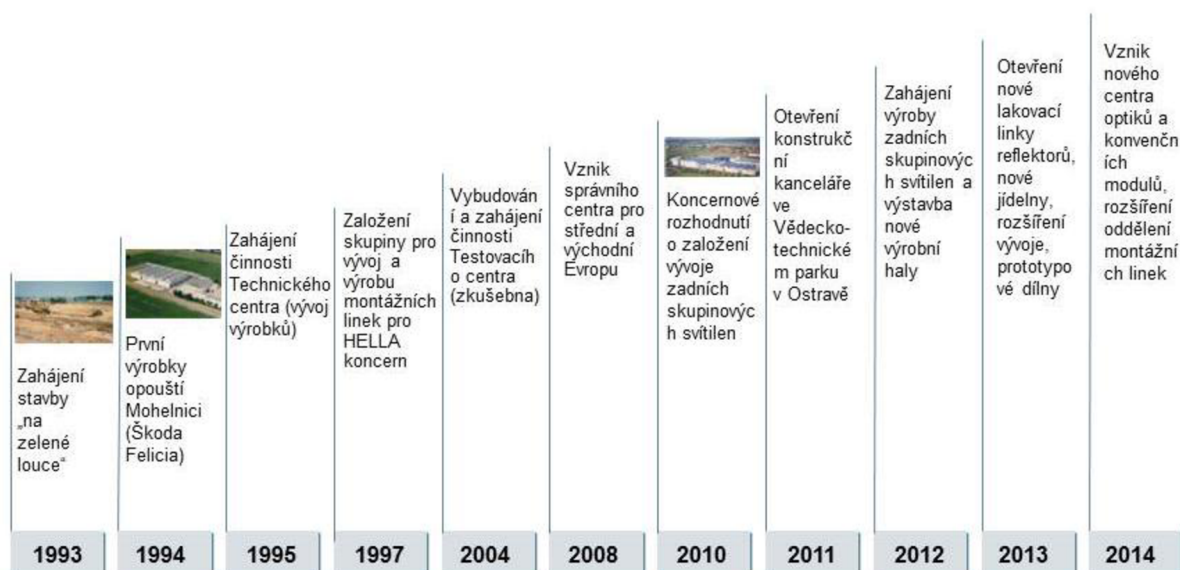 Zahájení
stavby
„na
zelené
louce“
První
výrobky
opouští
Mohelnici
(Škoda
Felicia)
Zahájení
činnosti
Technického
centra (vývoj
výrobků)
Založení
skupiny pro
vývoj a
výrobu
montážních
linek pro
HELLA
koncern
Vybudován
í a zahájení
činnosti
Testovacíh
o centra
(zkušebna)
Vznik
správního
centra pro
střední a
východní
Evropu
Koncernové
rozhodnutí
o založení
vývoje
zadních
skupinovýc
h svítilen
Otevření
konstrukč
ní
kanceláře
ve
Vědecko-
technické
m parku
v Ostravě
Zahájení
výroby
zadních
skupinovýc
h svítilen a
výstavba
nové
výrobní
haly
Otevření
nové
lakovací
linky
reflektorů,
nové
jídelny,
rozšíření
vývoje,
prototypo
vé dílny
Vznik
nového
centra
optiků a
konvenčn
ích
modulů,
rozšíření
oddělení
montážní
ch linek
1993 1994 1995 1997 2004 2008 2010 2011 2012 2013 2014